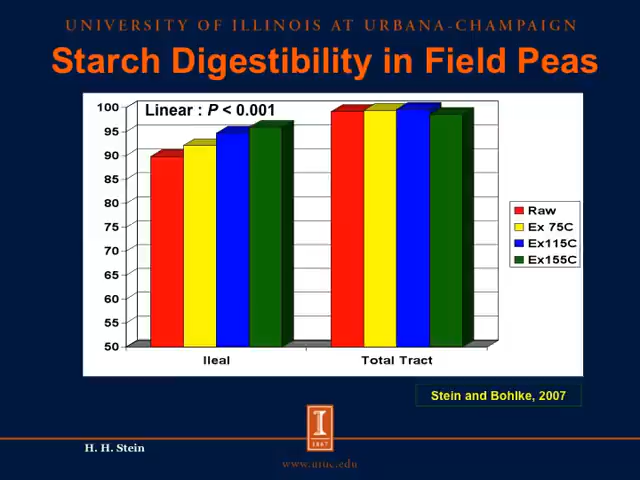 UNIVERSITY OF ILLINOIS AT URBANA-CHAMPAIGN
Starch Digestibility in Field Peas
Linear : P < 0.001
100
95
90
85
80
75
70
65
60
55
50
Ileal
Total Tract
Raw
Ex 75C
Ex115C
Ex155C
Stein and Bohlke, 2007
I
1867
H. H. Stein
www.uiuc.edu